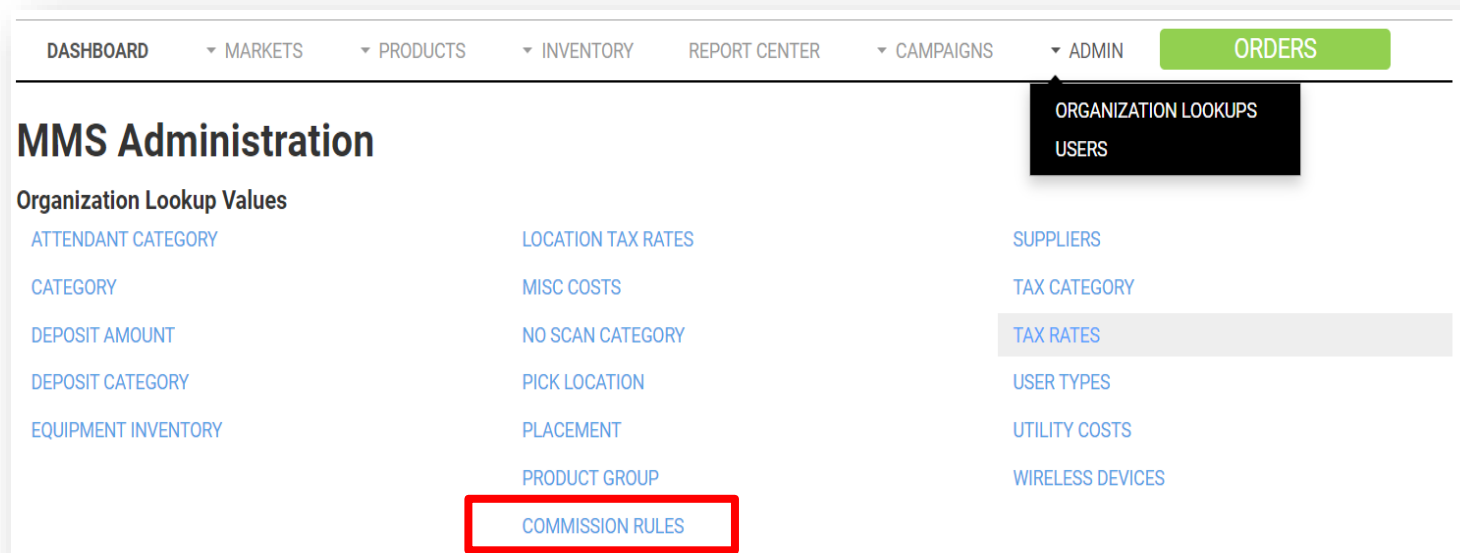 DASHBOARD MARKETS PRODUCTS INVENTORY REPORT CENTER CAMPAIGNS ADMIN ORDERS
ORGANIZATION LOOKUPS
USERS
MMS Administration
Organization Lookup Values
ATTENDANT CATEGORY LOCATION TAX RATES SUPPLIERS
CATEGORY MISC COSTS TAX CATEGORY
DEPOSIT AMOUNT NO SCAN CATEGORY TAX RATES
DEPOSIT CATEGORY PICK LOCATION USER TYPES
EQUIPMENT INVENTORY PLACEMENT UTILITY COSTS
PRODUCT GROUP WIRELESS DEVICES
COMMISSION RULES